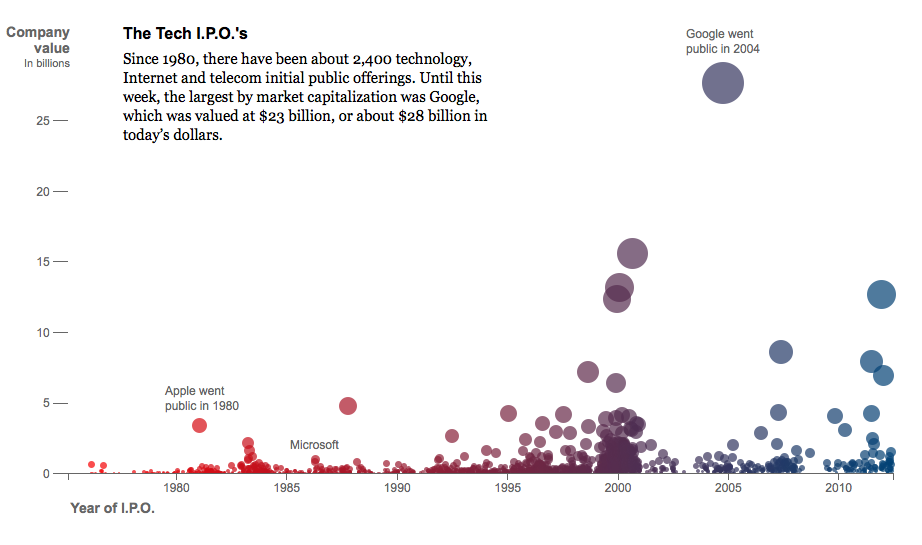 Company
value
In billions
The Tech I.P.O.'s
Since 1980, there have been about 2,400 technology,
Internet and telecom initial public offerings. Until this
week, the largest by market capitalization was Google,
which was valued at $23 billion, or about $28 billion in
today's dollars.
Google went
public in 2004
25
20
15
10
Apple went
public in 1980
5
Microsoft
0
1980
1985
1990
1995
2000
2005
2010
Year of I.P.O.